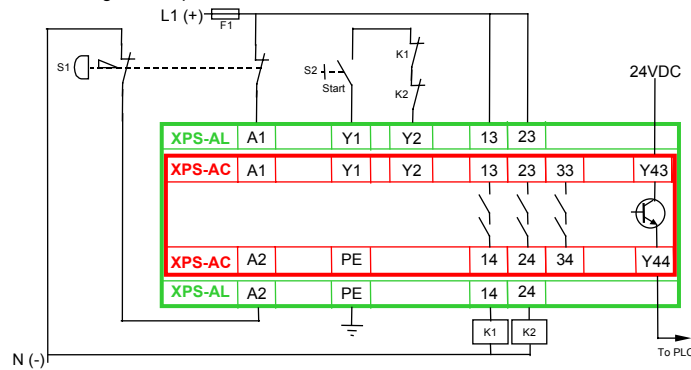 L1 (+) F1
K1
S1 S2
Start
K2
24VDC
XPS-AL A1 Y1 Y2 13 23
XPS-AC A1 Y1 Y2 13 23 33 Y43
XPS-AC A2 PE 14 24 34 Y44
XPS-AL A2 PE 14 24
K1 K2
To PLC
N (-)